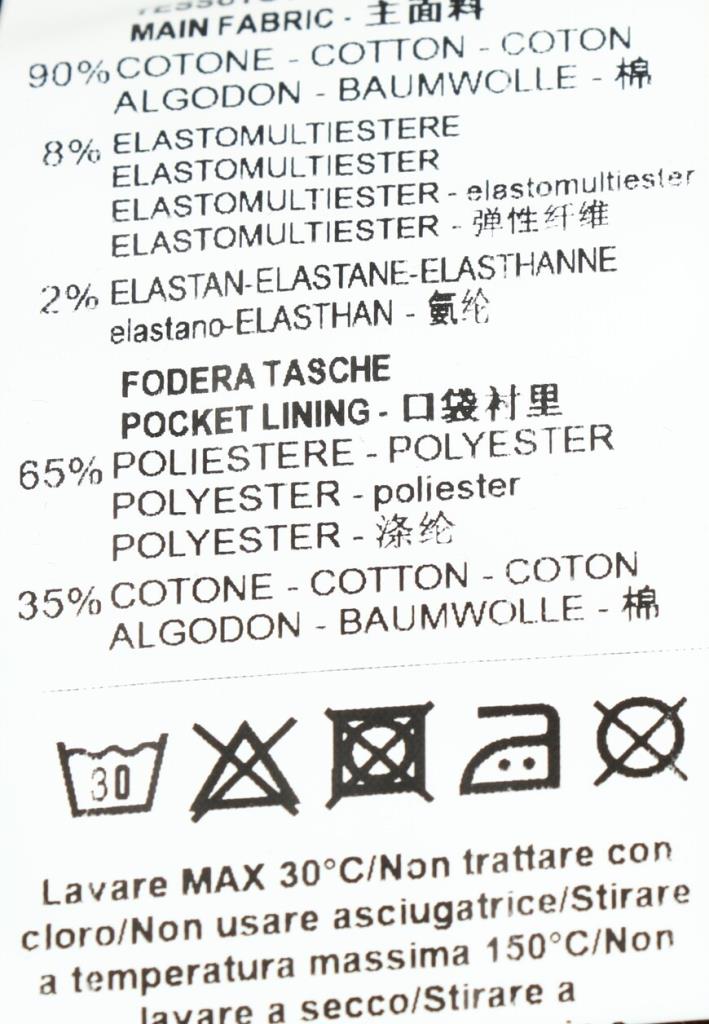 MAIN FABRIC - 主面料
90% COTONE - COTTON - COTON
ALGODON - BAUMWOLLE - 棉
8% ELASTOMULTIESTERE
ELASTOMULTIESTER
ELASTOMULTIESTER - elastomultiester
ELASTOMULTIESTER - 弹性纤维
2% ELASTAN-ELASTANE-ELASTHANNE
elastano-ELASTHAN - 氨纶
FODERA TASCHE
POCKET LINING - 口袋衬里
65% POLIESTERE - POLYESTER
POLYESTER - poliester
POLYESTER - 涤纶
35% COTONE - COTTON - COTON
ALGODON - BAUMWOLLE - 棉
30
Lavare MAX 30°C/Non trattare con
cloro/Non usare asciugatrice/Stirare
a temperatura massima 150°C/Non
lavare a secco/Stirare a